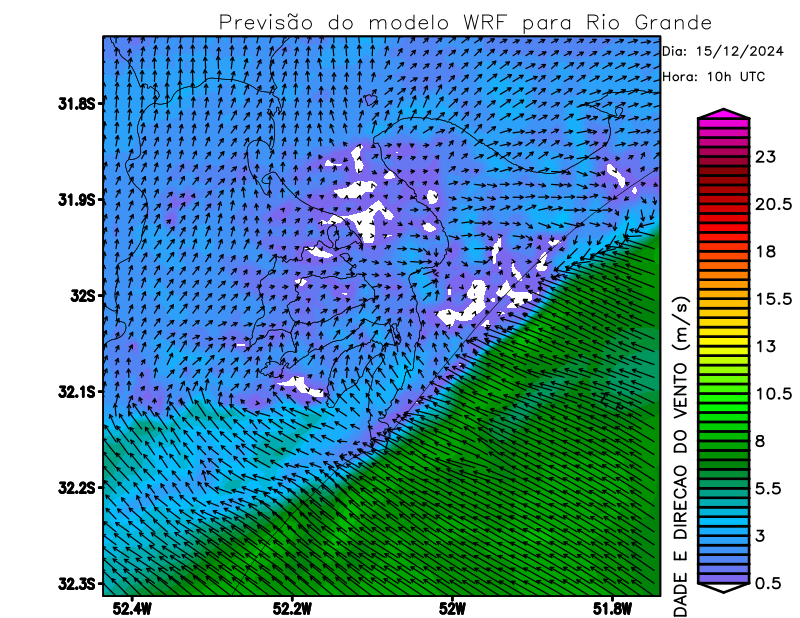 Previsão do modelo WRF para Rio Grande
Dia: 15/12/2024
Hora: 10h UTC
31.8S
31.9S
32S
32.1S
32.2S
32.3S
52.4W 52.2W 52W 51.8W
23
20.5
18
15.5
13
10.5
8
5.5
3
0.5
DADE E DIRECAO DO VENTO (m/s)